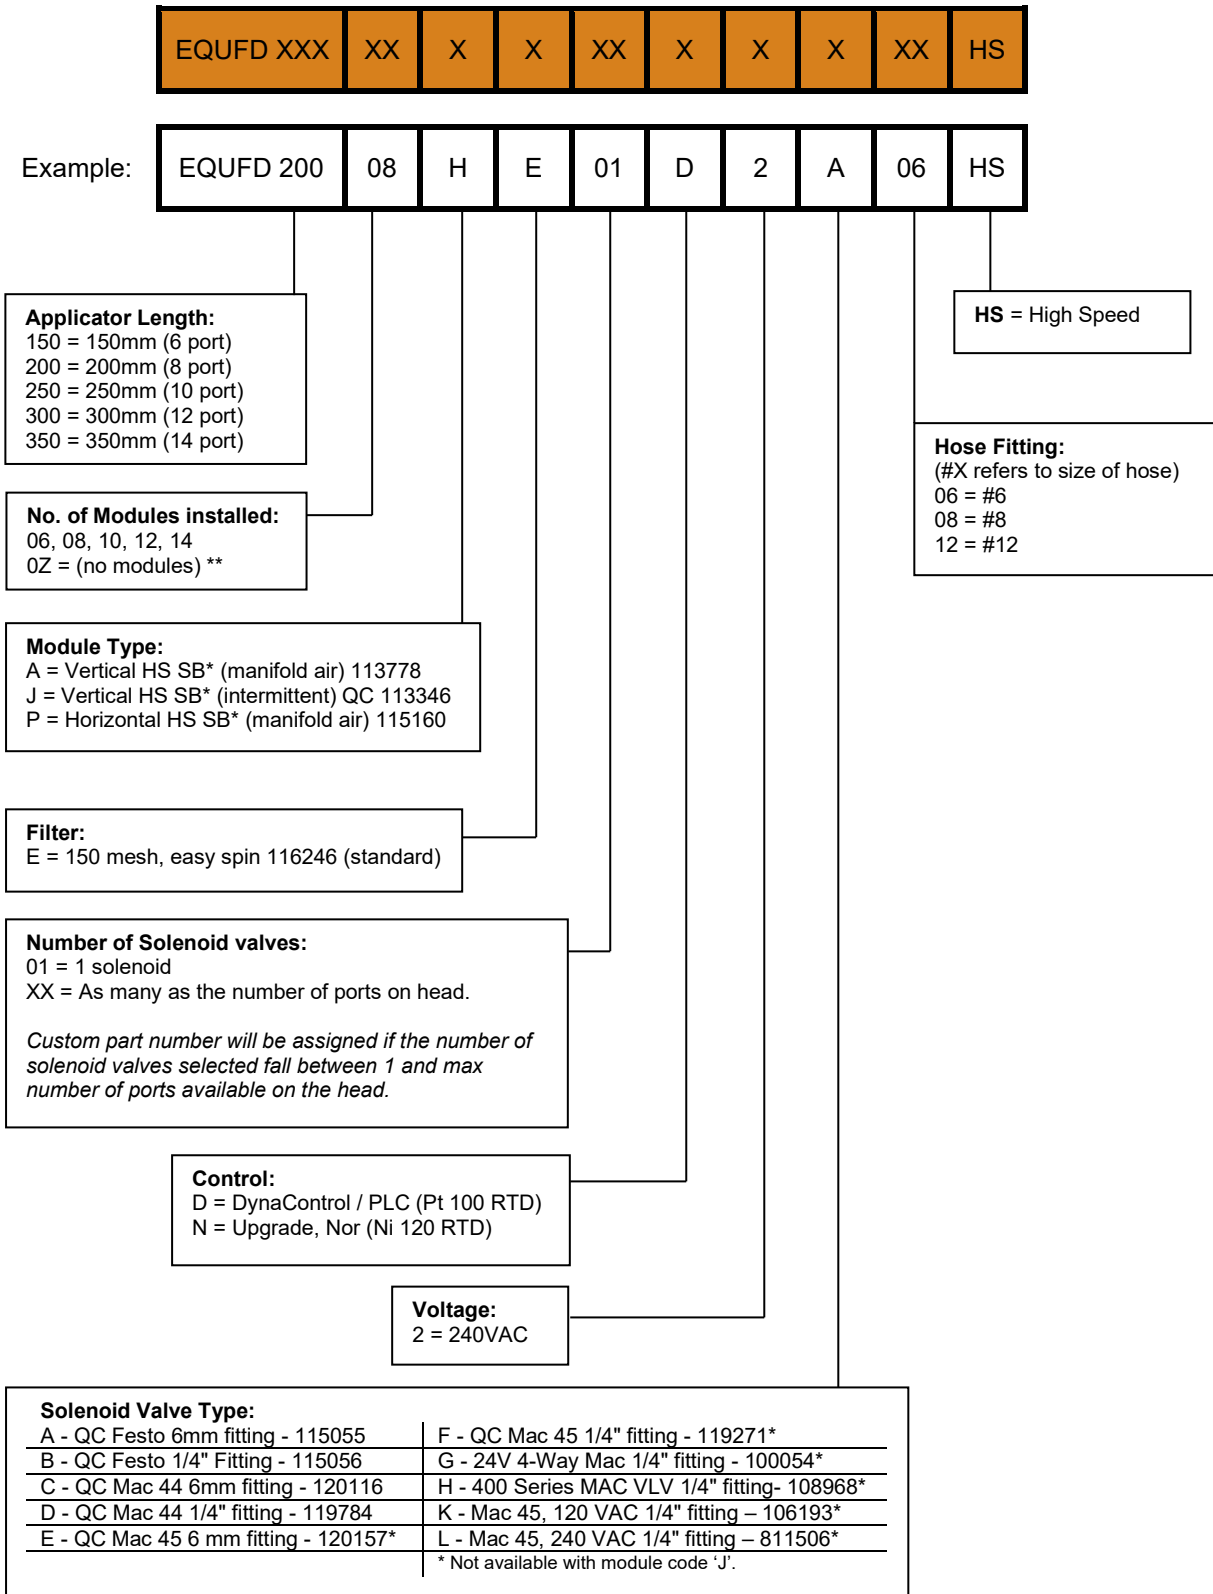 EQUFD XXX XX X X XX X X X XX HS
Example: EQUFD 200 08 H E 01 D 2 A 06 HS
Applicator Length:
150 = 150mm (6 port)
200 = 200mm (8 port)
250 = 250mm (10 port)
300 = 300mm (12 port)
350 = 350mm (14 port)
HS = High Speed
Hose Fitting:
(#X refers to size of hose)
06 = #6
08 = #8
12 = #12
No. of Modules installed:
06, 08, 10, 12, 14
0Z = (no modules) **
Module Type:
A = Vertical HS SB* (manifold air) 113778
J = Vertical HS SB* (intermittent) QC 113346
P = Horizontal HS SB* (manifold air) 115160
Filter:
E = 150 mesh, easy spin 116246 (standard)
Number of Solenoid valves:
01 = 1 solenoid
XX = As many as the number of ports on head.
Custom part number will be assigned if the number of
solenoid valves selected fall between 1 and max
number of ports available on the head.
Control:
D = DynaControl / PLC (Pt 100 RTD)
N = Upgrade, Nor (Ni 120 RTD)
Voltage:
2 = 240VAC
Solenoid Valve Type:
A - QC Festo 6mm fitting - 115055
B - QC Festo 1/4" Fitting - 115056
C - QC Mac 44 6mm fitting - 120116
D - QC Mac 44 1/4" fitting - 119784
E - QC Mac 45 6 mm fitting - 120157*
F - QC Mac 45 1/4" fitting - 119271*
G - 24V 4-Way Mac 1/4" fitting - 100054*
H - 400 Series MAC VLV 1/4" fitting- 108968*
K - Mac 45, 120 VAC 1/4" fitting – 106193*
L - Mac 45, 240 VAC 1/4" fitting – 811506*
* Not available with module code ‘J’.